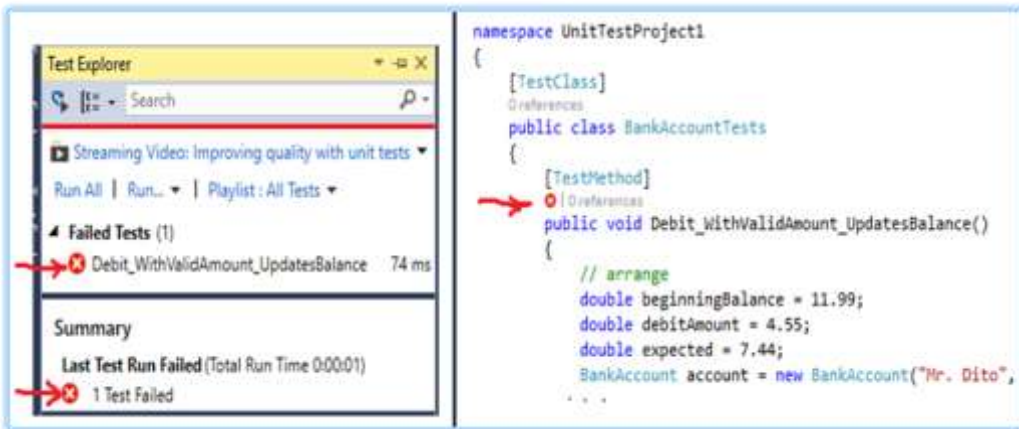 Test Explorer
Search
Streaming Video: Improving quality with unit tests
Run All | Run... | Playlist : All Tests
Failed Tests (1)
Debit_WithValidAmount_UpdatesBalance 74 ms
Summary
Last Test Run Failed (Total Run Time 0:00:01)
1 Test Failed
namespace UnitTestProject1
{
[TestClass]
0 references
public class BankAccountTests
{
[TestMethod]
| 0 references
public void Debit_WithValidAmount_UpdatesBalance()
{
// arrange
double beginningBalance = 11.99;
double debitAmount = 4.55;
double expected = 7.44;
BankAccount account = new BankAccount("Mr. Dito",
. . .